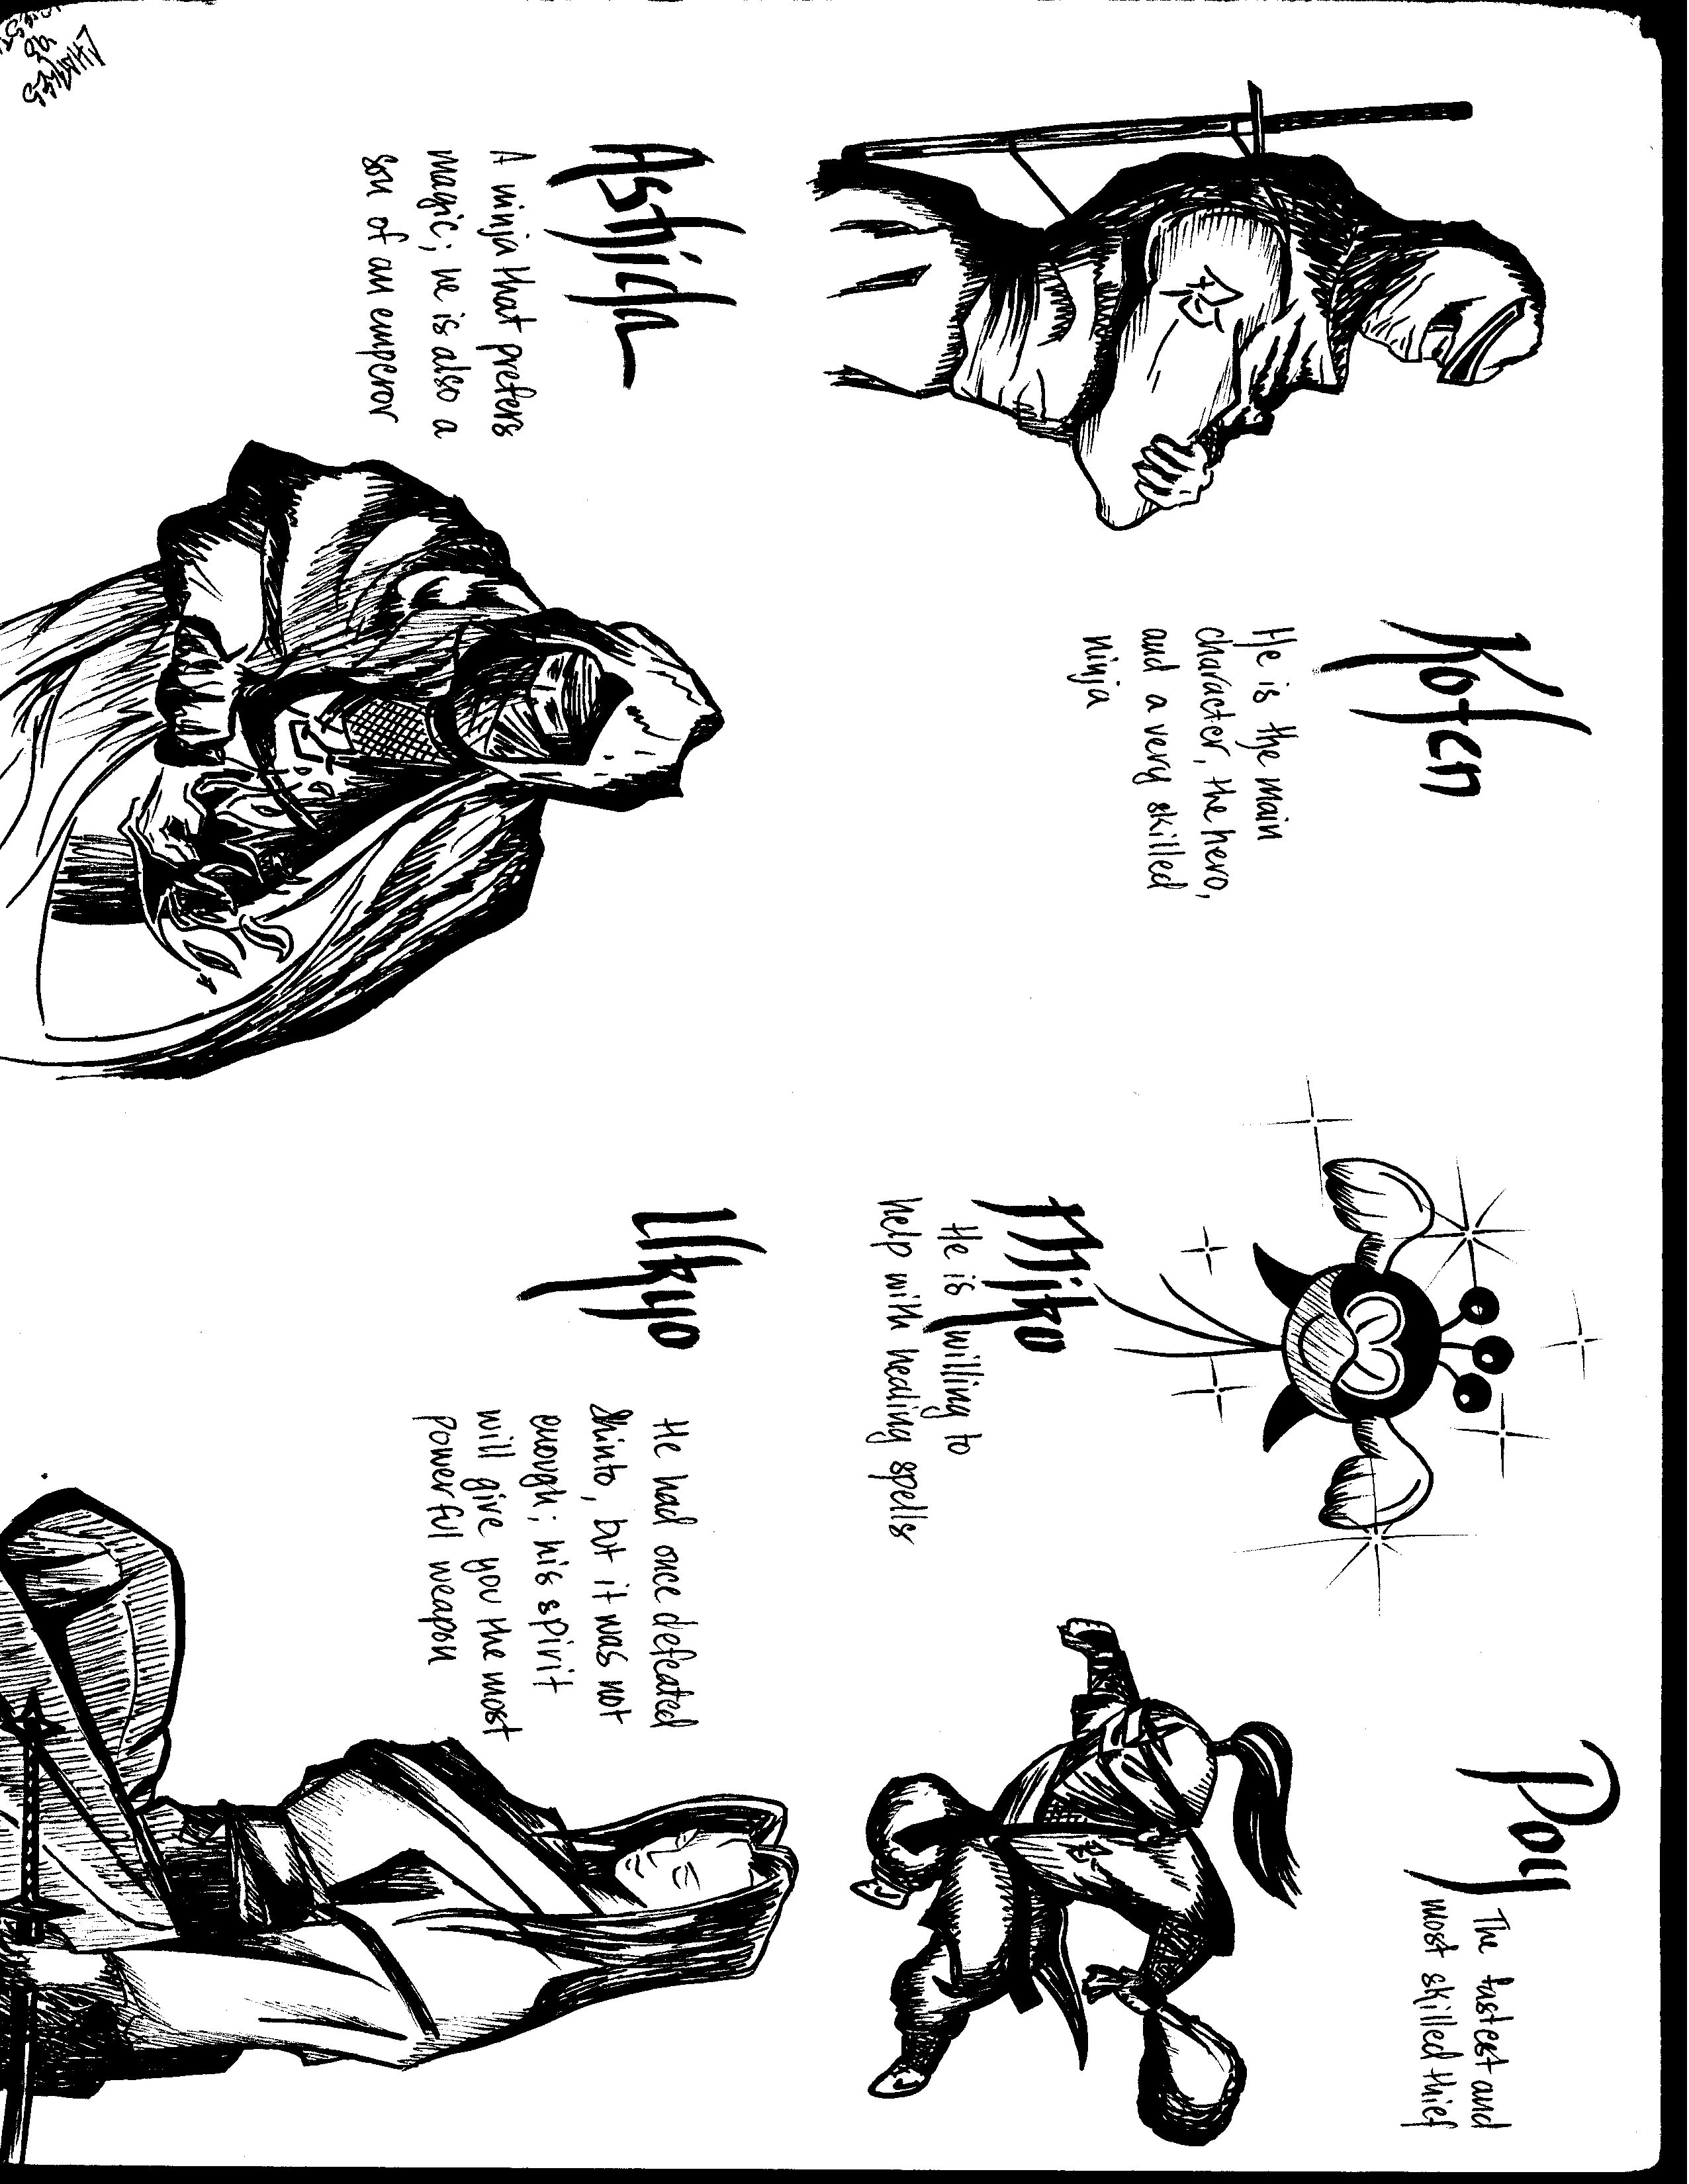 Kofen
He is the main
character, the hero,
and a very skilled
ninja
Miko
He is willing to
help with healing spells
Poy
The fastest and
most skilled thief
Ashida
A ninja that prefers
magic; he is also a
son of an emperor
Ukyo
He had once defeated
Shinto, but it was not
enough; his spirit
will give you the most
powerful weapon
CHARLES